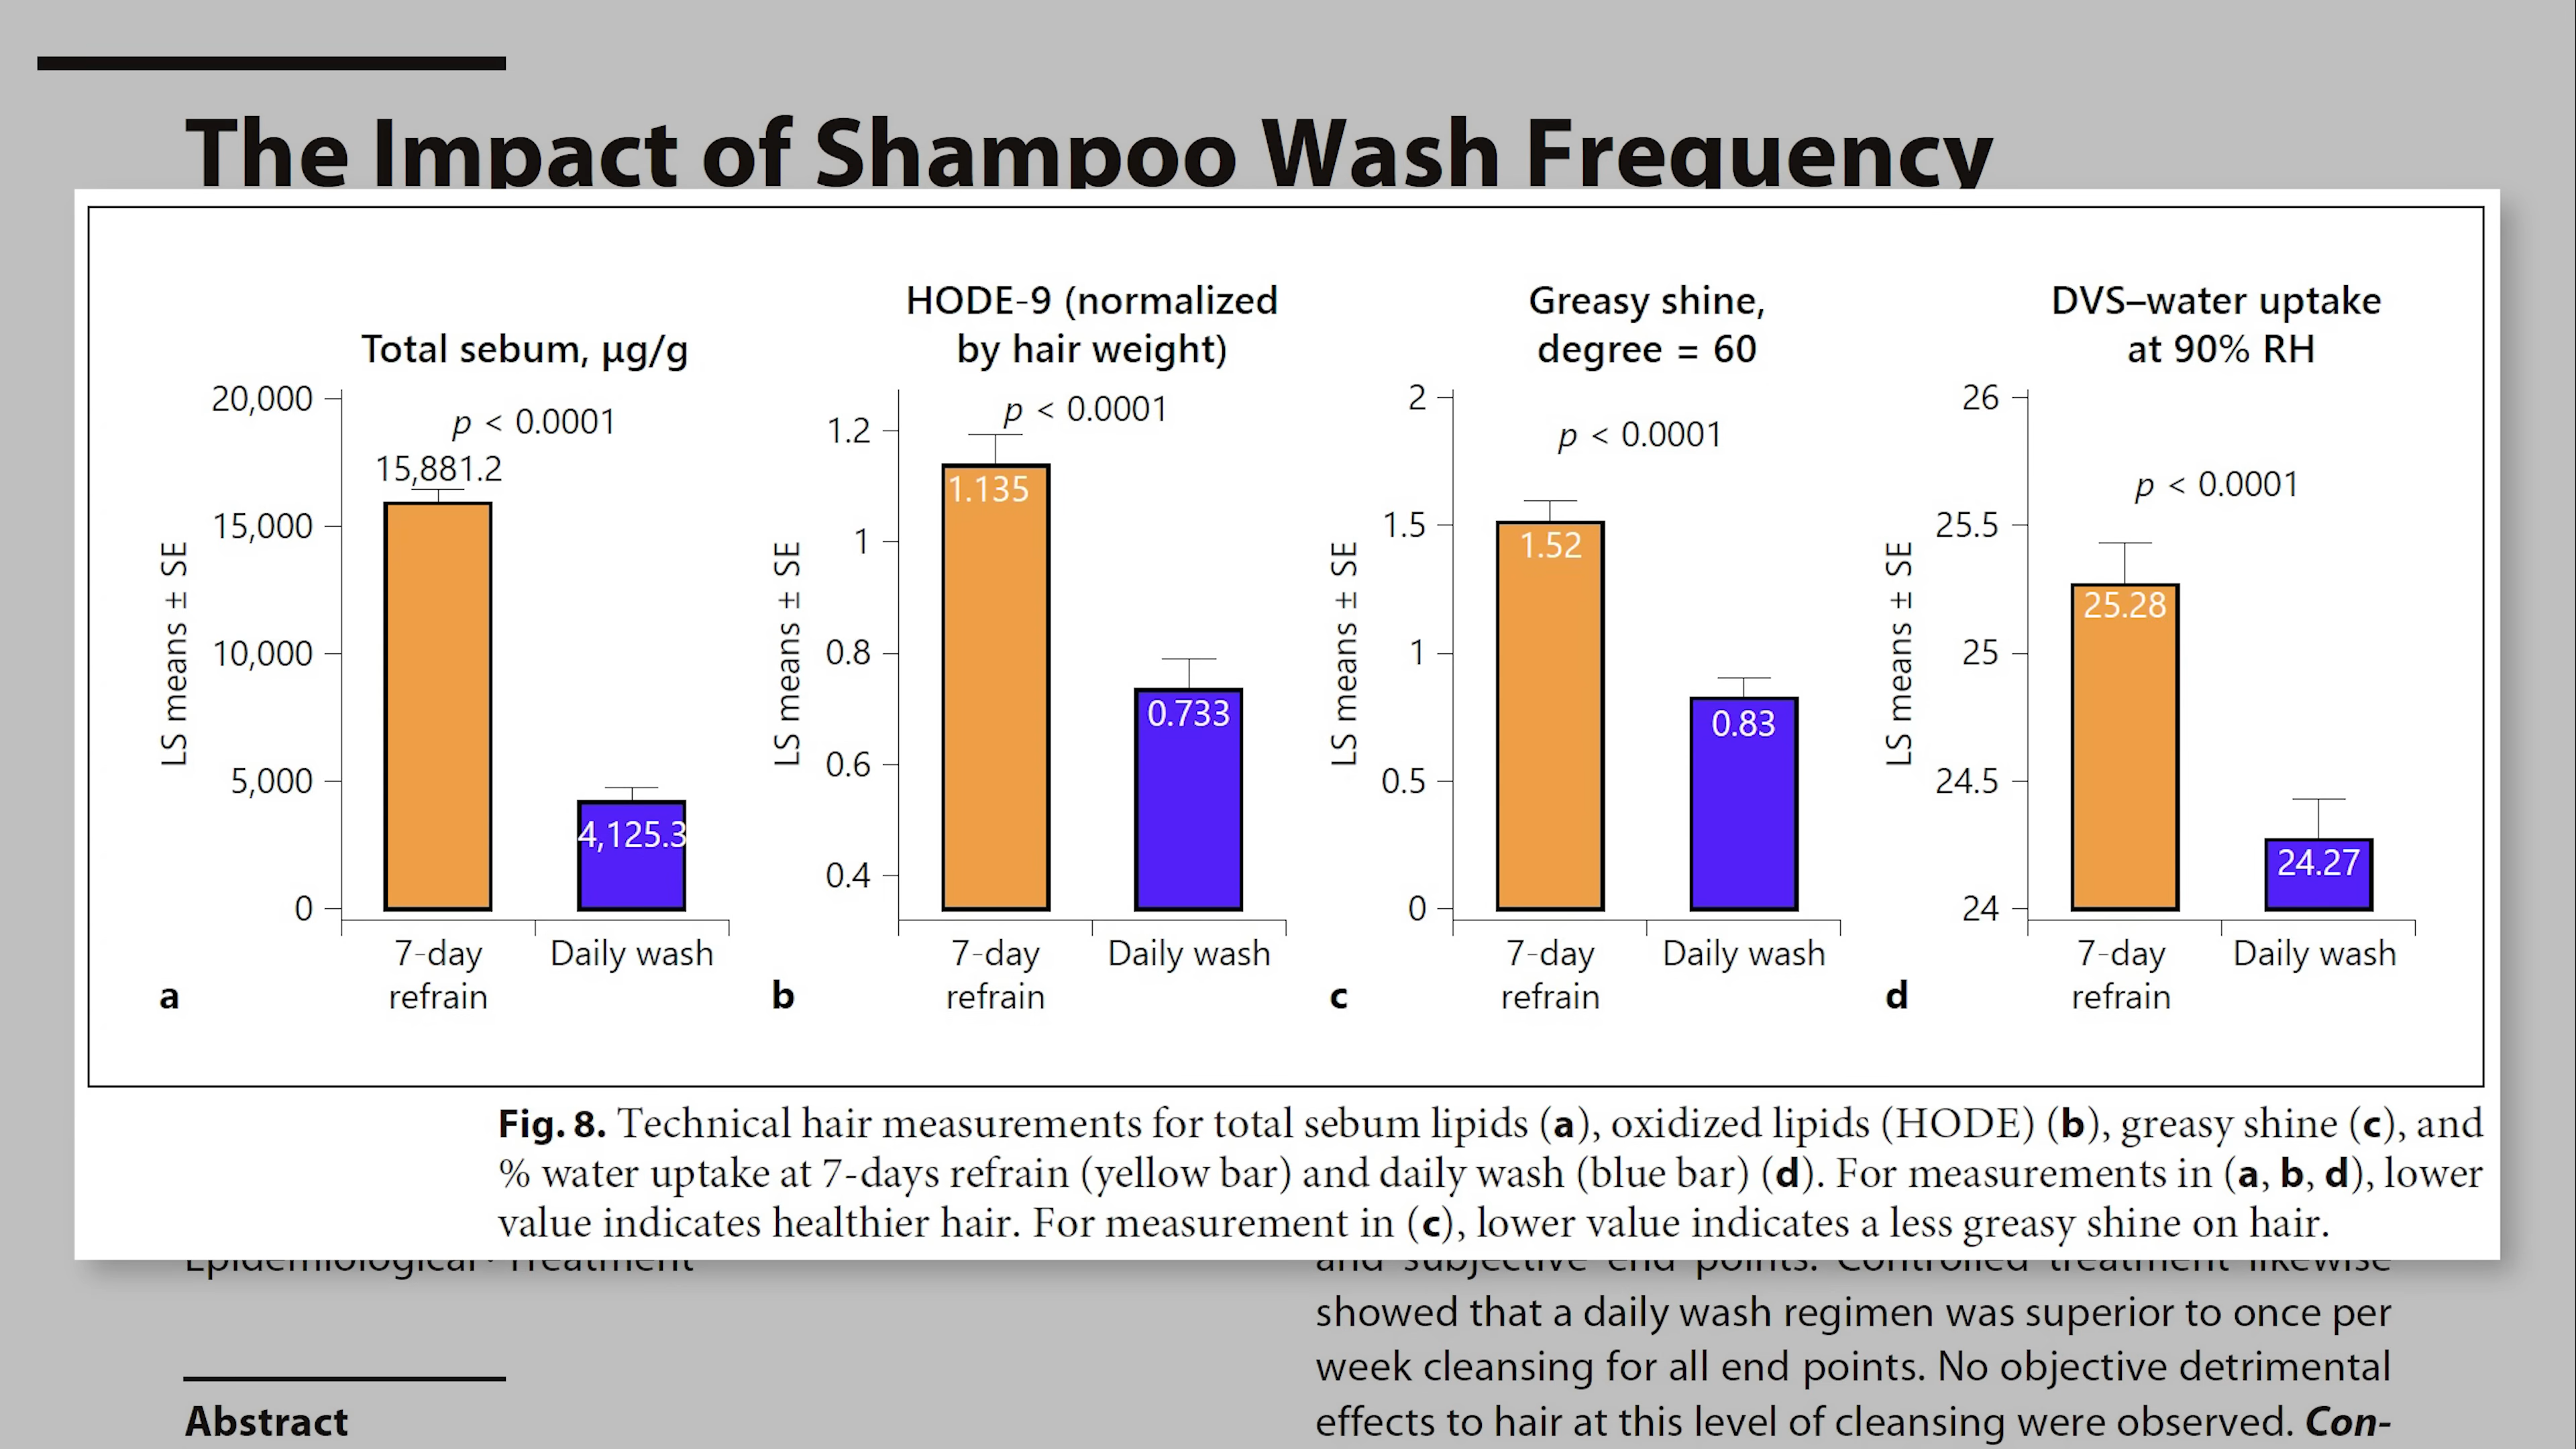 The Impact of Shampoo Wash Frequency
Total sebum, µg/g
20,000
15,000
10,000
5,000
0
LS means ± SE
p < 0.0001
15,881.2
4,125.3
7-day
refrain
Daily wash
a
HODE-9 (normalized
by hair weight)
1.2
1
0.8
0.6
0.4
LS means ± SE
p < 0.0001
1.135
0.733
7-day
refrain
Daily wash
b
Greasy shine,
degree = 60
2
1.5
1
0.5
0
LS means ± SE
p < 0.0001
1.52
0.83
7-day
refrain
Daily wash
c
DVS–water uptake
at 90% RH
26
25.5
25
24.5
24
LS means ± SE
p < 0.0001
25.28
24.27
7-day
refrain
Daily wash
d
Fig. 8. Technical hair measurements for total sebum lipids (a), oxidized lipids (HODE) (b), greasy shine (c), and
% water uptake at 7-days refrain (yellow bar) and daily wash (blue bar) (d). For measurements in (a, b, d), lower
value indicates healthier hair. For measurement in (c), lower value indicates a less greasy shine on hair.
Epidemiological · Treatment
Abstract
and subjective end points. Controlled treatment likewise
showed that a daily wash regimen was superior to once per
week cleansing for all end points. No objective detrimental
effects to hair at this level of cleansing were observed. Con-